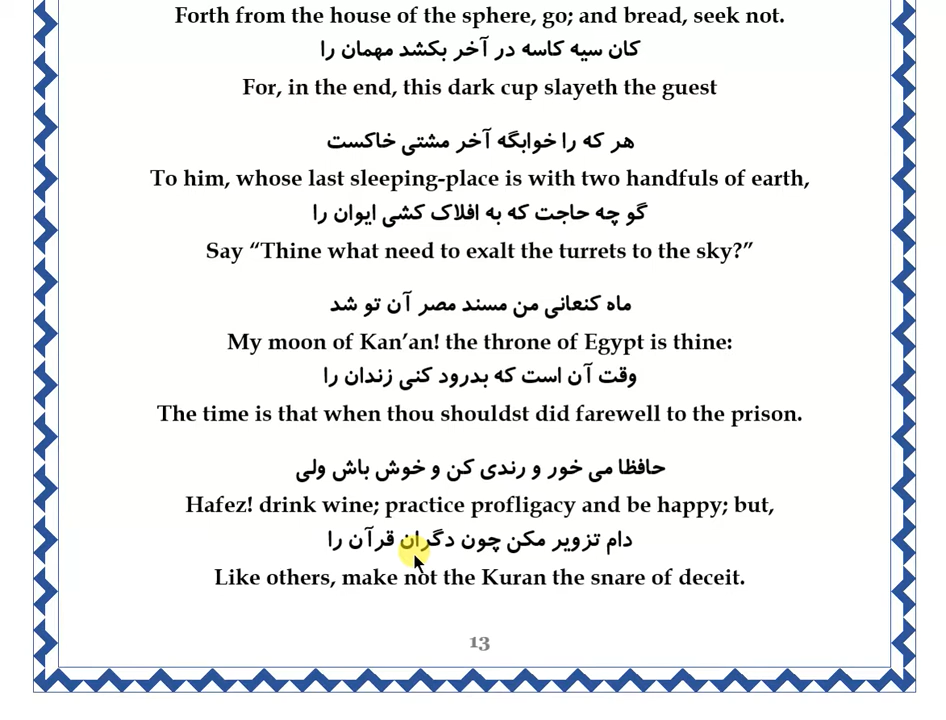 Forth from the house of the sphere, go; and bread, seek not.
کان سیه کاسه در آخر بکشد مهمان را
For, in the end, this dark cup slayeth the guest
هر که را خوابگه آخر مشتی خاکست
To him, whose last sleeping-place is with two handfuls of earth,
گو چه حاجت که به افلاک کشی ایوان را
Say “Thine what need to exalt the turrets to the sky?”
ماه کنعانی من مسند مصر آن تو شد
My moon of Kan’an! the throne of Egypt is thine:
وقت آن است که بدرود کنی زندان را
The time is that when thou shouldst did farewell to the prison.
حافظا می خور و رندی کن و خوش باش ولی
Hafez! drink wine; practice profligacy and be happy; but,
دام تزویر مکن چون دگران قرآن را
Like others, make not the Kuran the snare of deceit.
13